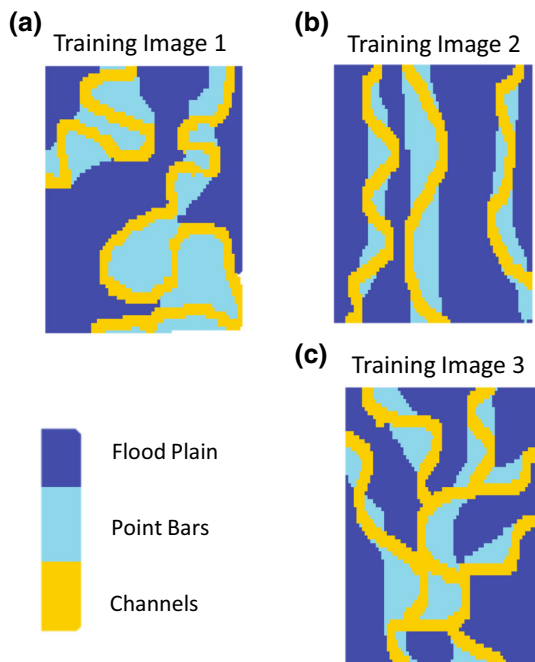 (a)
Training Image 1
(b)
Training Image 2
(c)
Training Image 3
Flood Plain
Point Bars
Channels